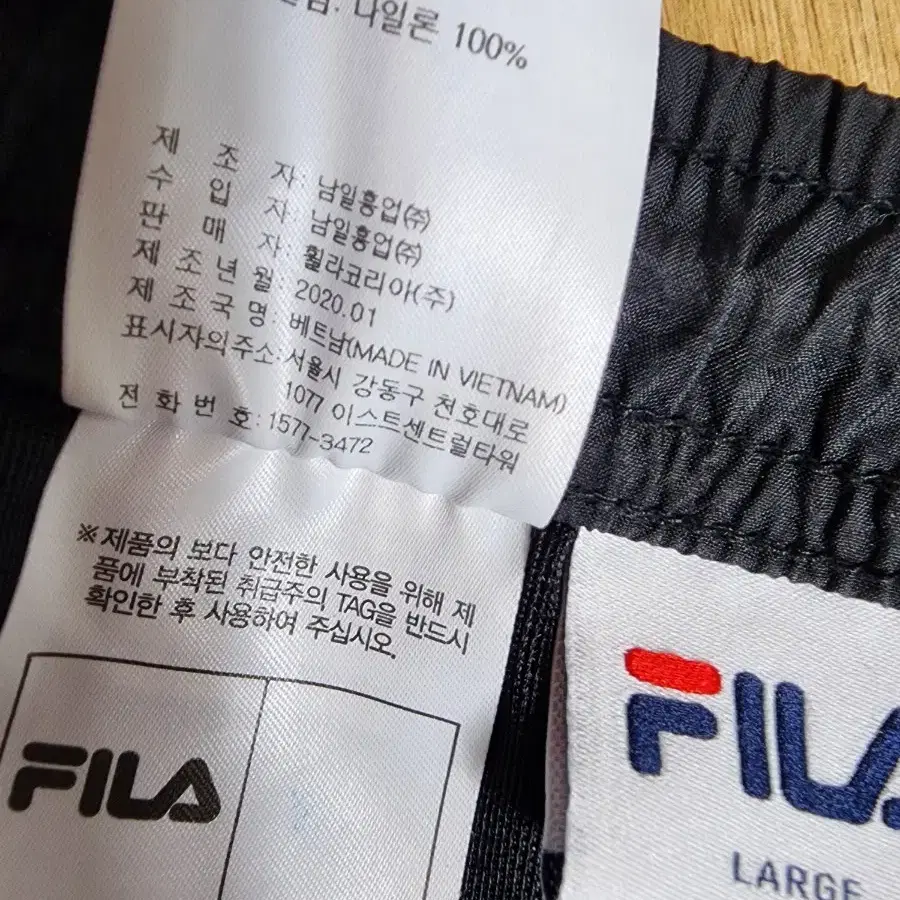 나일론 100%
제 조 자: 남일흥업(주)
수 입 자: 남일흥업(주)
판 매 자: 휠라코리아(주)
제 조 년 월: 2020.01
제 조 국 명: 베트남(MADE IN VIETNAM)
표시자의주소: 서울시 강동구 천호대로
1077 이스트센트럴타워
전 화 번 호: 1577-3472
※제품의 보다 안전한 사용을 위해 제
품에 부착된 취급주의 TAG을 반드시
확인한 후 사용하여 주십시오.
FILA
FILA
LARGE